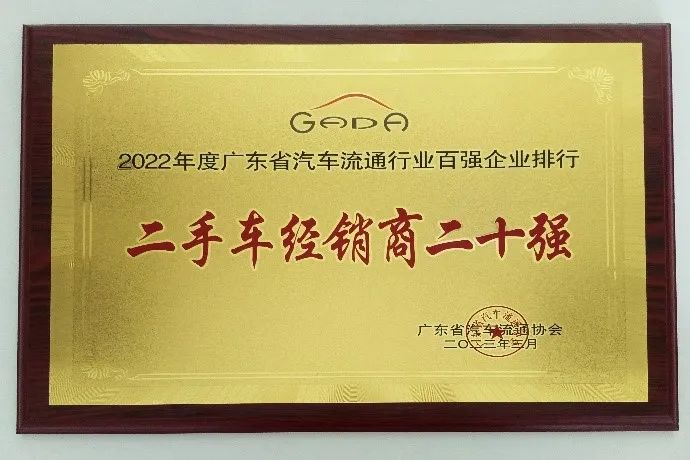 GADA
2022年度广东省汽车流通行业百强企业排行
二手车经销商二十强
广东省汽车流通协会
二〇二三年三月